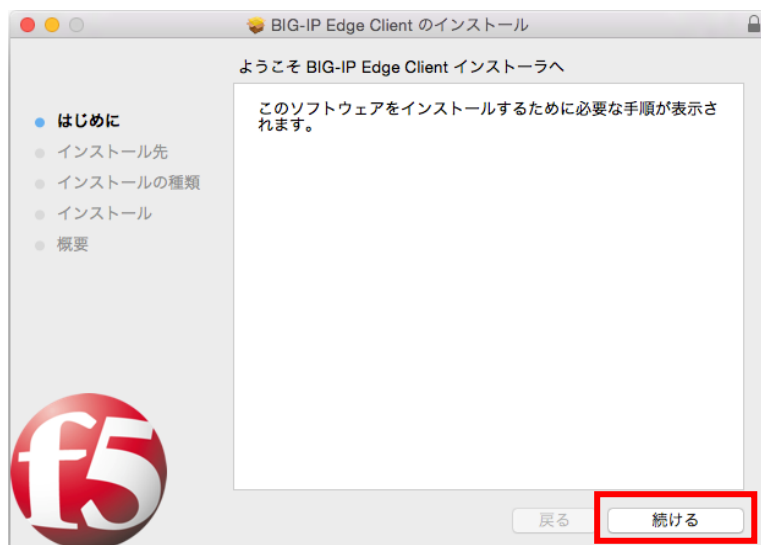 BIG-IP Edge Client のインストール
ようこそ BIG-IP Edge Client インストーラへ
はじめに
インストール先
インストールの種類
インストール
概要
このソフトウェアをインストールするために必要な手順が表示さ
れます。
f5
戻る
続ける